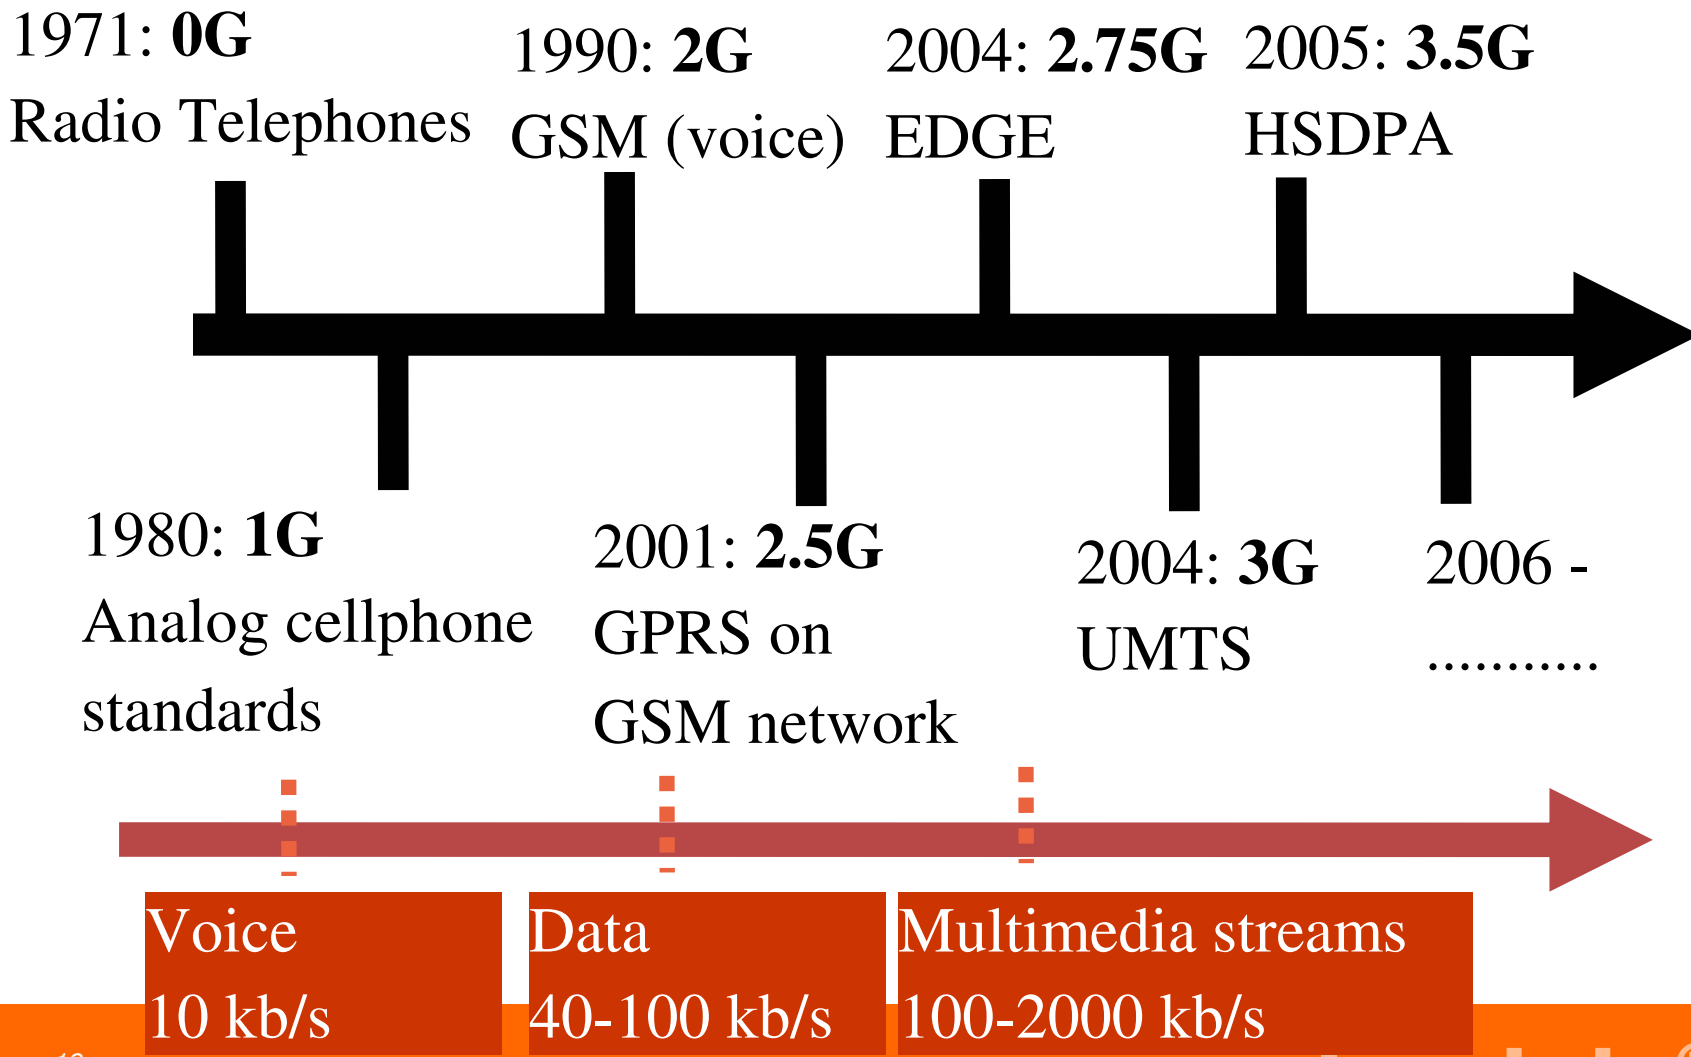 1971: 0G
Radio Telephones
1990: 2G
GSM (voice)
2004: 2.75G
EDGE
2005: 3.5G
HSDPA
1980: 1G
Analog cellphone
standards
2001: 2.5G
GPRS on
GSM network
2004: 3G
UMTS
2006 -
...........
Voice
10 kb/s
Data
40-100 kb/s
Multimedia streams
100-2000 kb/s